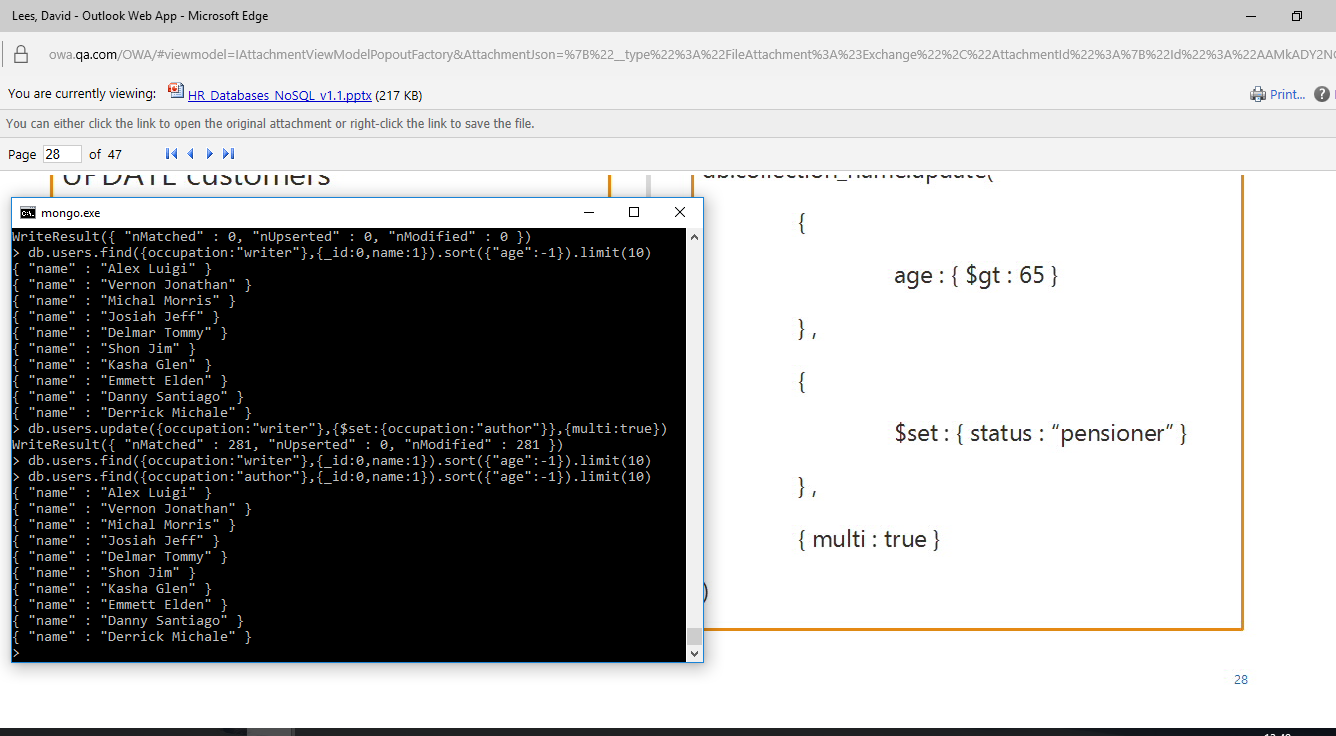 Lees, David - Outlook Web App - Microsoft Edge
owa.qa.com/OWA/#viewmodel=IAttachmentViewModelPopoutFactory&AttachmentJson=%7B%22__type%22%3A%22FileAttachment%3A%23Exchange%22%2C%22AttachmentId%22%3A%7B%22Id%22%3A%22AAMkADY2N
You are currently viewing: HR_Databases_NoSQL_v1.1.pptx (217 KB)
Print...
You can either click the link to open the original attachment or right-click the link to save the file.
Page 28 of 47
UPDATE customers
mongo.exe
WriteResult({ "nMatched" : 0, "nUpserted" : 0, "nModified" : 0 })
> db.users.find({occupation:"writer"},{_id:0,name:1}).sort({"age":-1}).limit(10)
{ "name" : "Alex Luigi" }
{ "name" : "Vernon Jonathan" }
{ "name" : "Michal Morris" }
{ "name" : "Josiah Jeff" }
{ "name" : "Delmar Tommy" }
{ "name" : "Shon Jim" }
{ "name" : "Kasha Glen" }
{ "name" : "Emmett Elden" }
{ "name" : "Danny Santiago" }
{ "name" : "Derrick Michale" }
> db.users.update({occupation:"writer"},{$set:{occupation:"author"}},{multi:true})
WriteResult({ "nMatched" : 281, "nUpserted" : 0, "nModified" : 281 })
> db.users.find({occupation:"writer"},{_id:0,name:1}).sort({"age":-1}).limit(10)
> db.users.find({occupation:"author"},{_id:0,name:1}).sort({"age":-1}).limit(10)
{ "name" : "Alex Luigi" }
{ "name" : "Vernon Jonathan" }
{ "name" : "Michal Morris" }
{ "name" : "Josiah Jeff" }
{ "name" : "Delmar Tommy" }
{ "name" : "Shon Jim" }
{ "name" : "Kasha Glen" }
{ "name" : "Emmett Elden" }
{ "name" : "Danny Santiago" }
{ "name" : "Derrick Michale" }
>
db.collection_name.update(
{
age : { $gt : 65 }
} ,
{
$set : { status : “pensioner” }
} ,
{ multi : true }
)
28